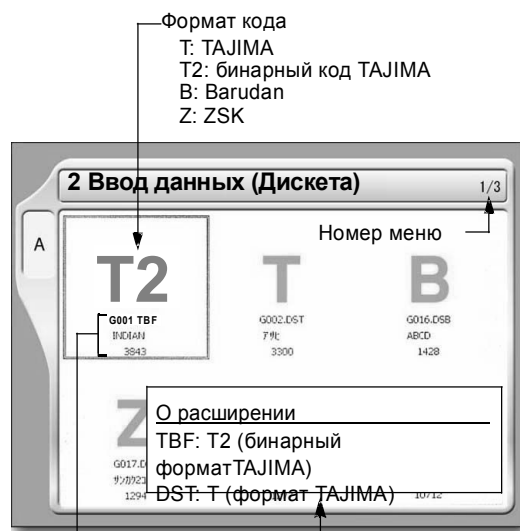 Формат кода
T: TAJIMA
T2: бинарный код TAJIMA
B: Barudan
Z: ZSK
2 Ввод данных (Дискета)
1/3
A
Номер меню
T2
T
B
G001 TBF
G002.DST
G016.DSB
INDIAN
ABCD
3843
3300
1428
Z
О расширении
TBF: T2 (бинарный
форматTAJIMA)
DST: T (формат TAJIMA)
1294
10712